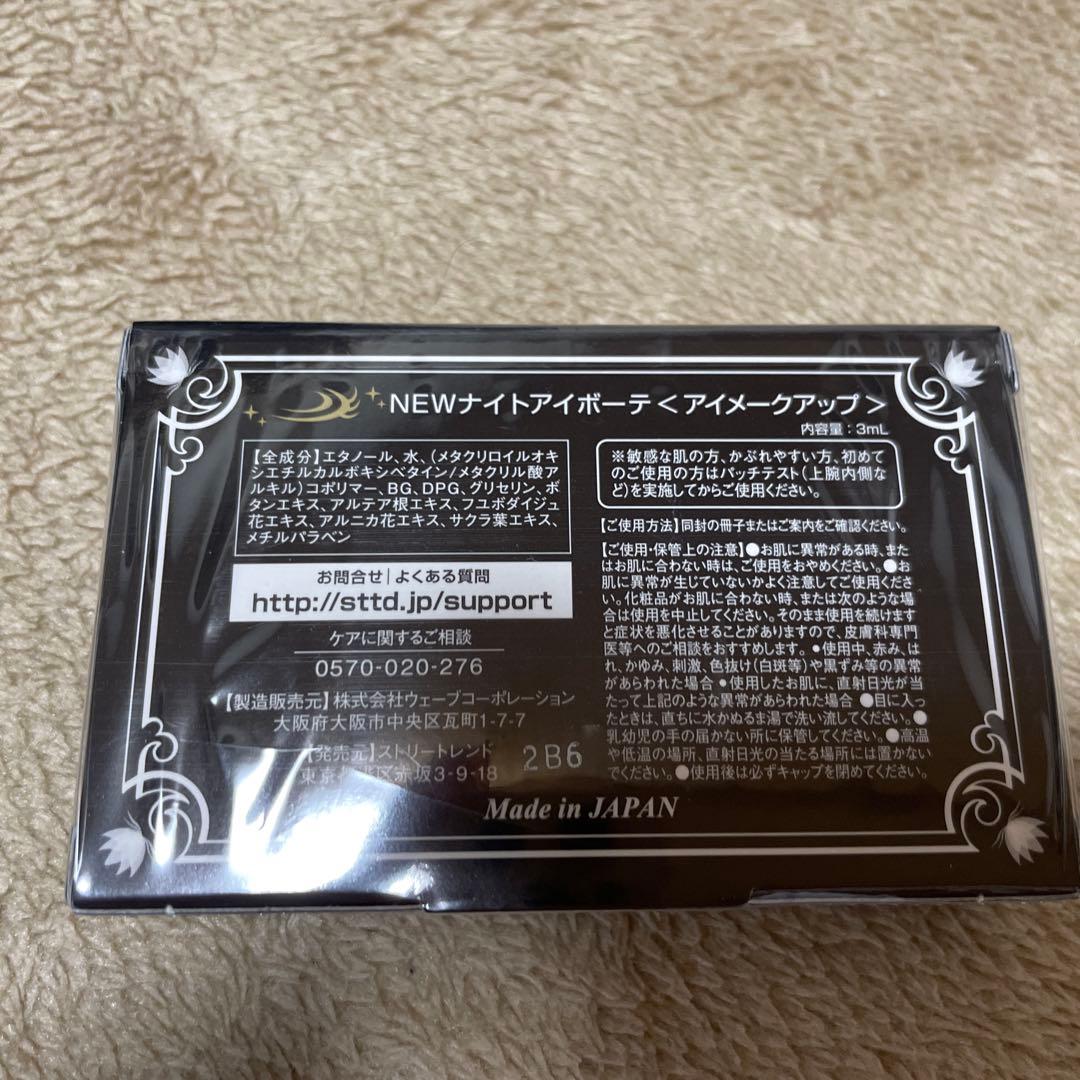 NEWナイトアイボーテ<アイメークアップ>
内容量:3mL
【全成分】エタノール、水、(メタクリロイルオキ
シエチルカルボキシベタイン/メタクリル酸ア
ルキル)コポリマー、BG、DPG、グリセリン、ボ
タンエキス、アルテア根エキス、フユボダイジュ
花エキス、アルニカ花エキス、サクラ葉エキス、
メチルパラベン
お問合せ|よくある質問
http://sttd.jp/support
ケアに関するご相談
0570-020-276
【製造販売元】株式会社ウェーブコーポレーション
大阪府大阪市中央区瓦町1-7-7
【発売元】ストリートレンド
東京 港区赤坂3-9-18
2B6
※敏感な肌の方、かぶれやすい方、初めて
のご使用の方はパッチテスト(上腕内側な
ど)を実施してからご使用ください。
【ご使用方法】同封の冊子またはご案内をご確認ください。
【ご使用・保管上の注意】●お肌に異常がある時、また
はお肌に合わない時は、ご使用をおやめください。●お
肌に異常が生じていないかよく注意してご使用くださ
い。化粧品がお肌に合わない時、または次のような場
合は使用を中止してください。そのまま使用を続けます
と症状を悪化させることがありますので、皮膚科専門
医等へのご相談をおすすめします。•使用中、赤み、は
れ、かゆみ、刺激、色抜け(白斑等)や黒ずみ等の異常
があらわれた場合•使用したお肌に、直射日光が当
たって上記のような異常があらわれた場合●目に入っ
たときは、直ちに水かぬるま湯で洗い流してください。●
乳幼児の手の届かない所に保管してください。●高温
や低温の場所、直射日光の当たる場所には置かない
でください。●使用後は必ずキャップを閉めてください。
Made in JAPAN